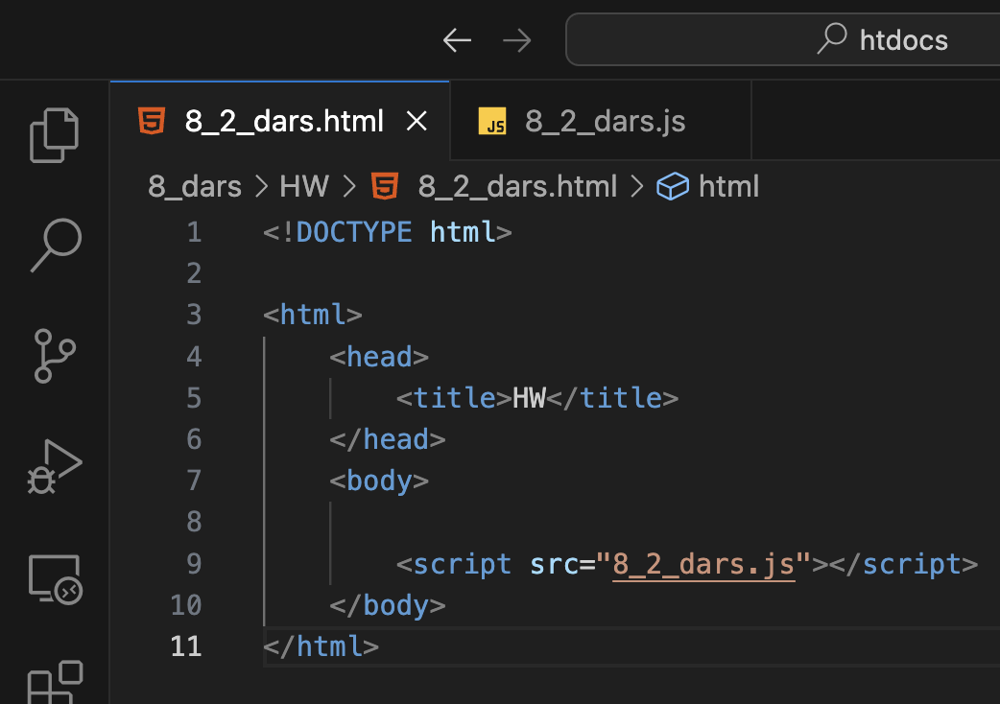 htdocs
8_2_dars.html
JS 8_2_dars.js
8_dars > HW > 8_2_dars.html > html
1 <!DOCTYPE html>
2
3 <html>
4     <head>
5         <title>HW</title>
6     </head>
7     <body>
8
9         <script src="8_2_dars.js"></script>
10     </body>
11 </html>